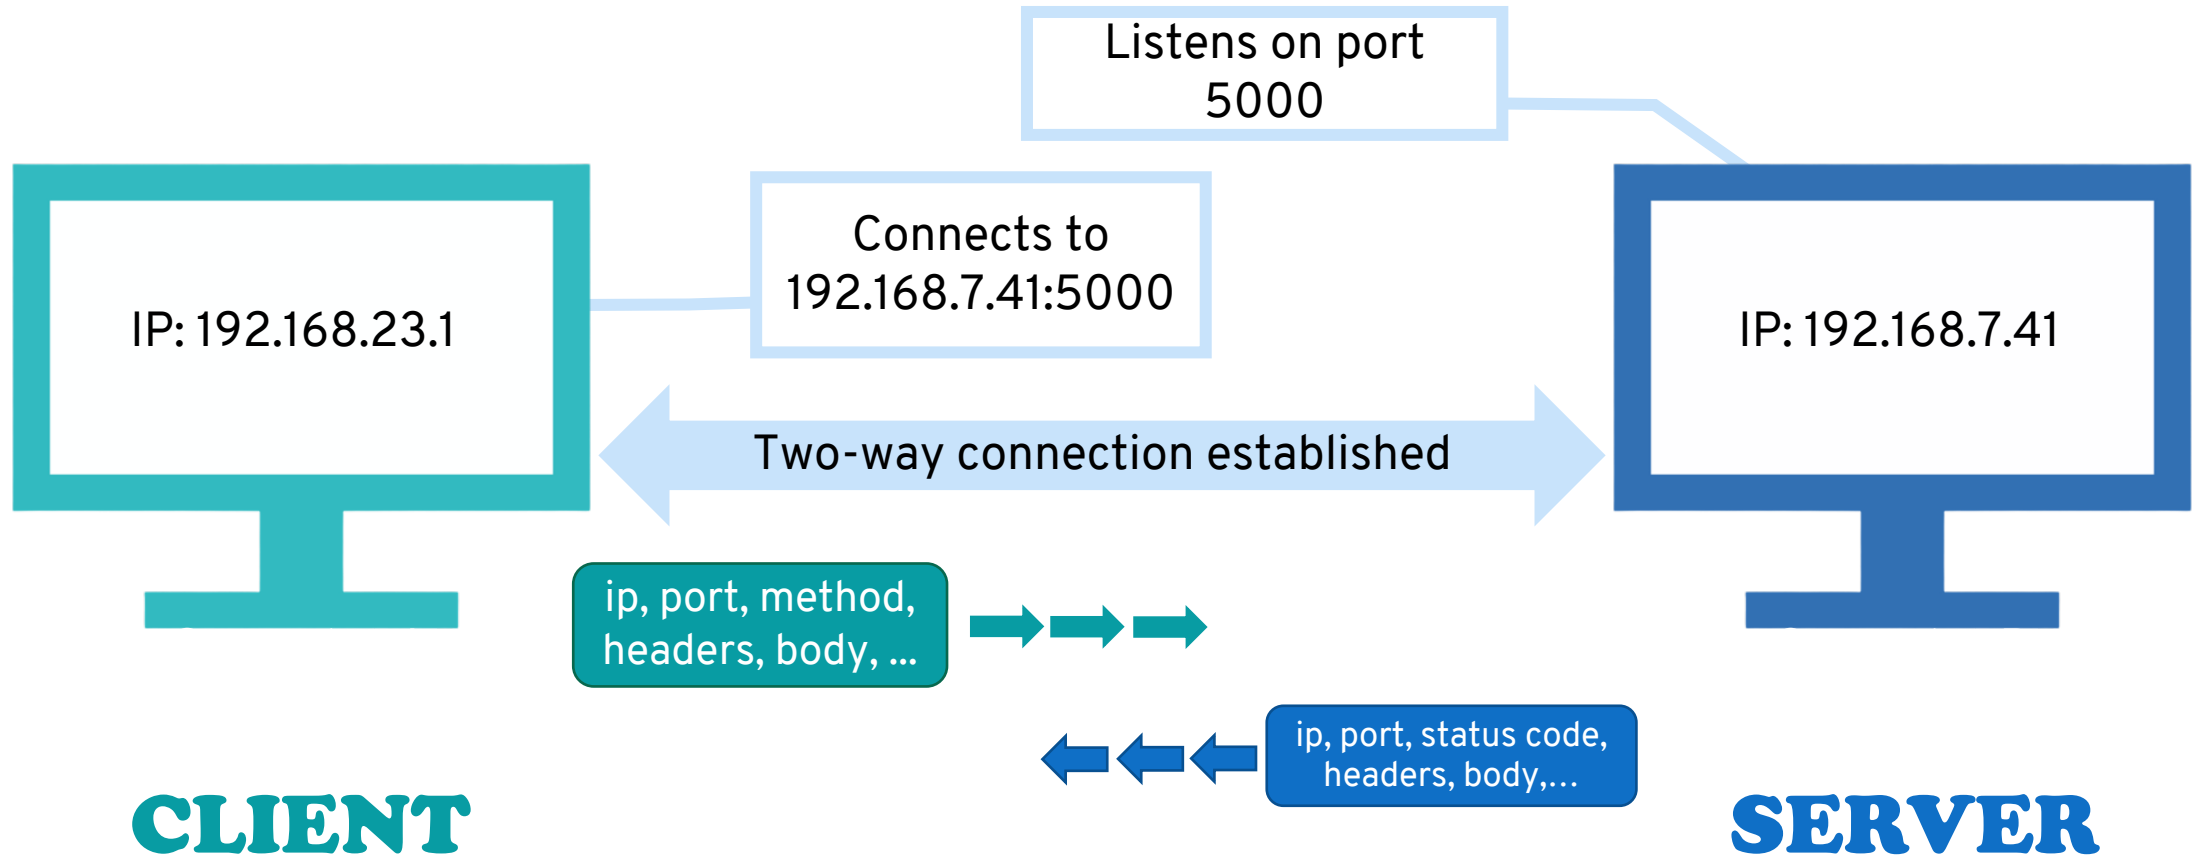 Listens on port
5000
Connects to
192.168.7.41:5000
IP: 192.168.23.1
IP: 192.168.7.41
Two-way connection established
ip, port, method,
headers, body, ...
ip, port, status code,
headers, body,...
CLIENT
SERVER